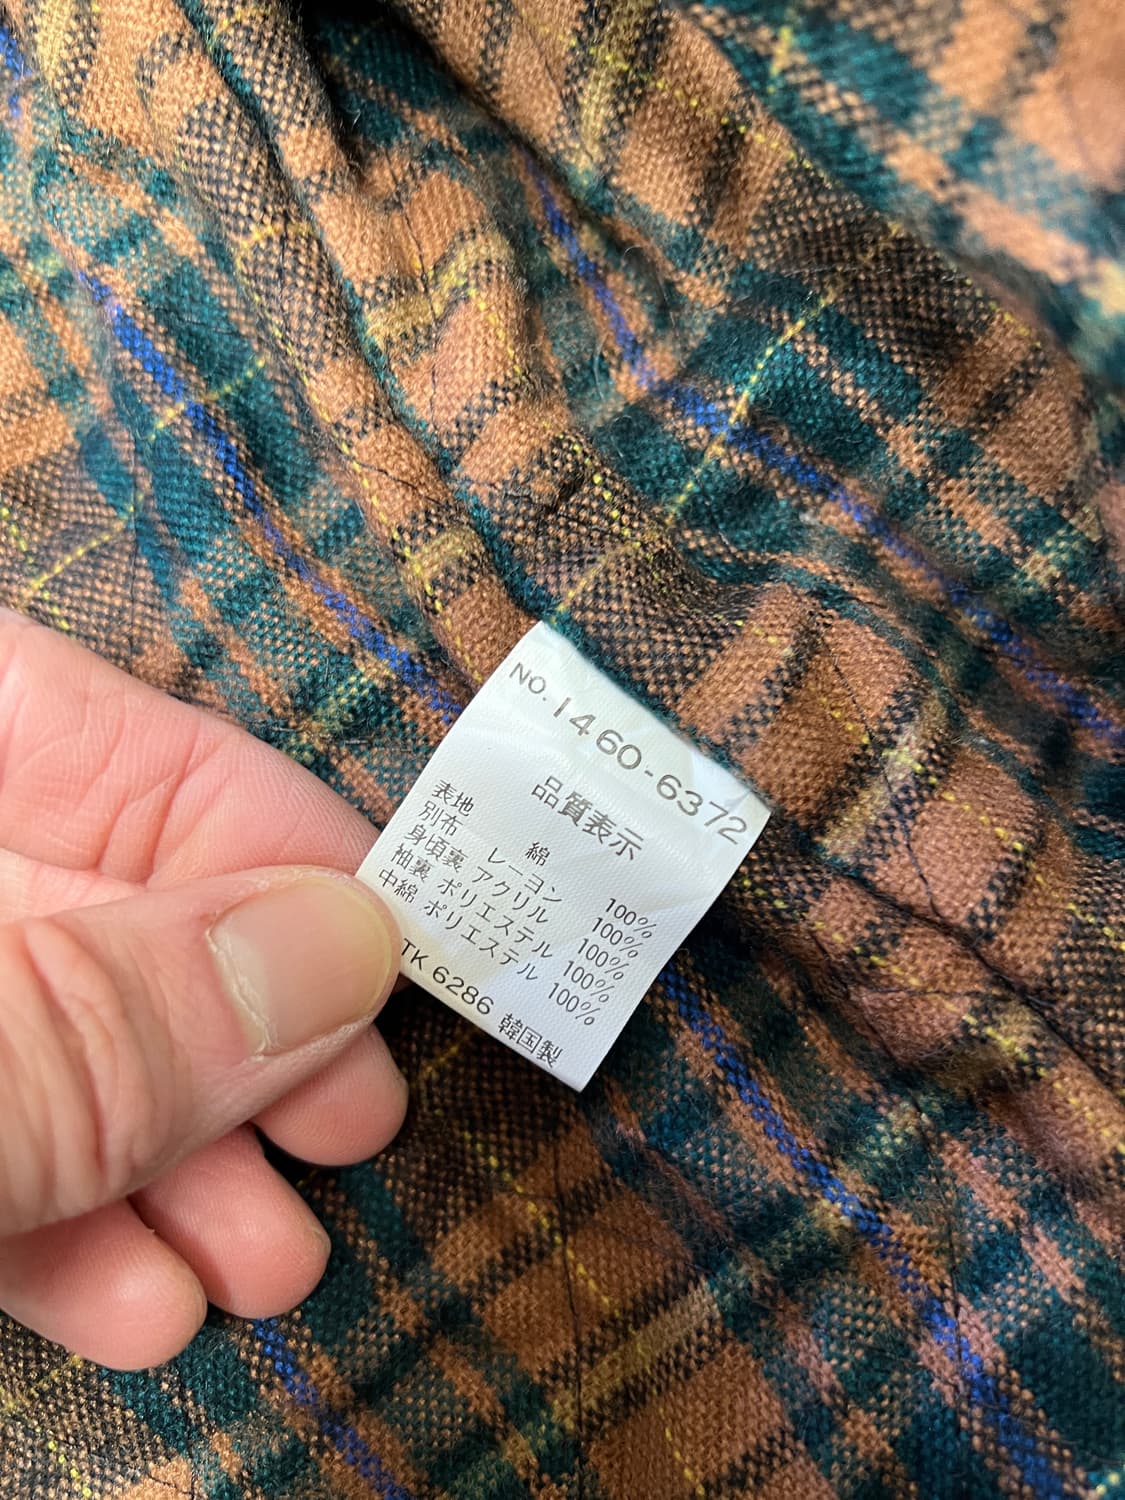 NO. 1460-6372
品質表示
表地 綿 100%
別布 レーヨン 100%
身頃裏 アクリル 100%
袖裏 ポリエステル 100%
中綿 ポリエステル 100%
TK 6286 韓国製